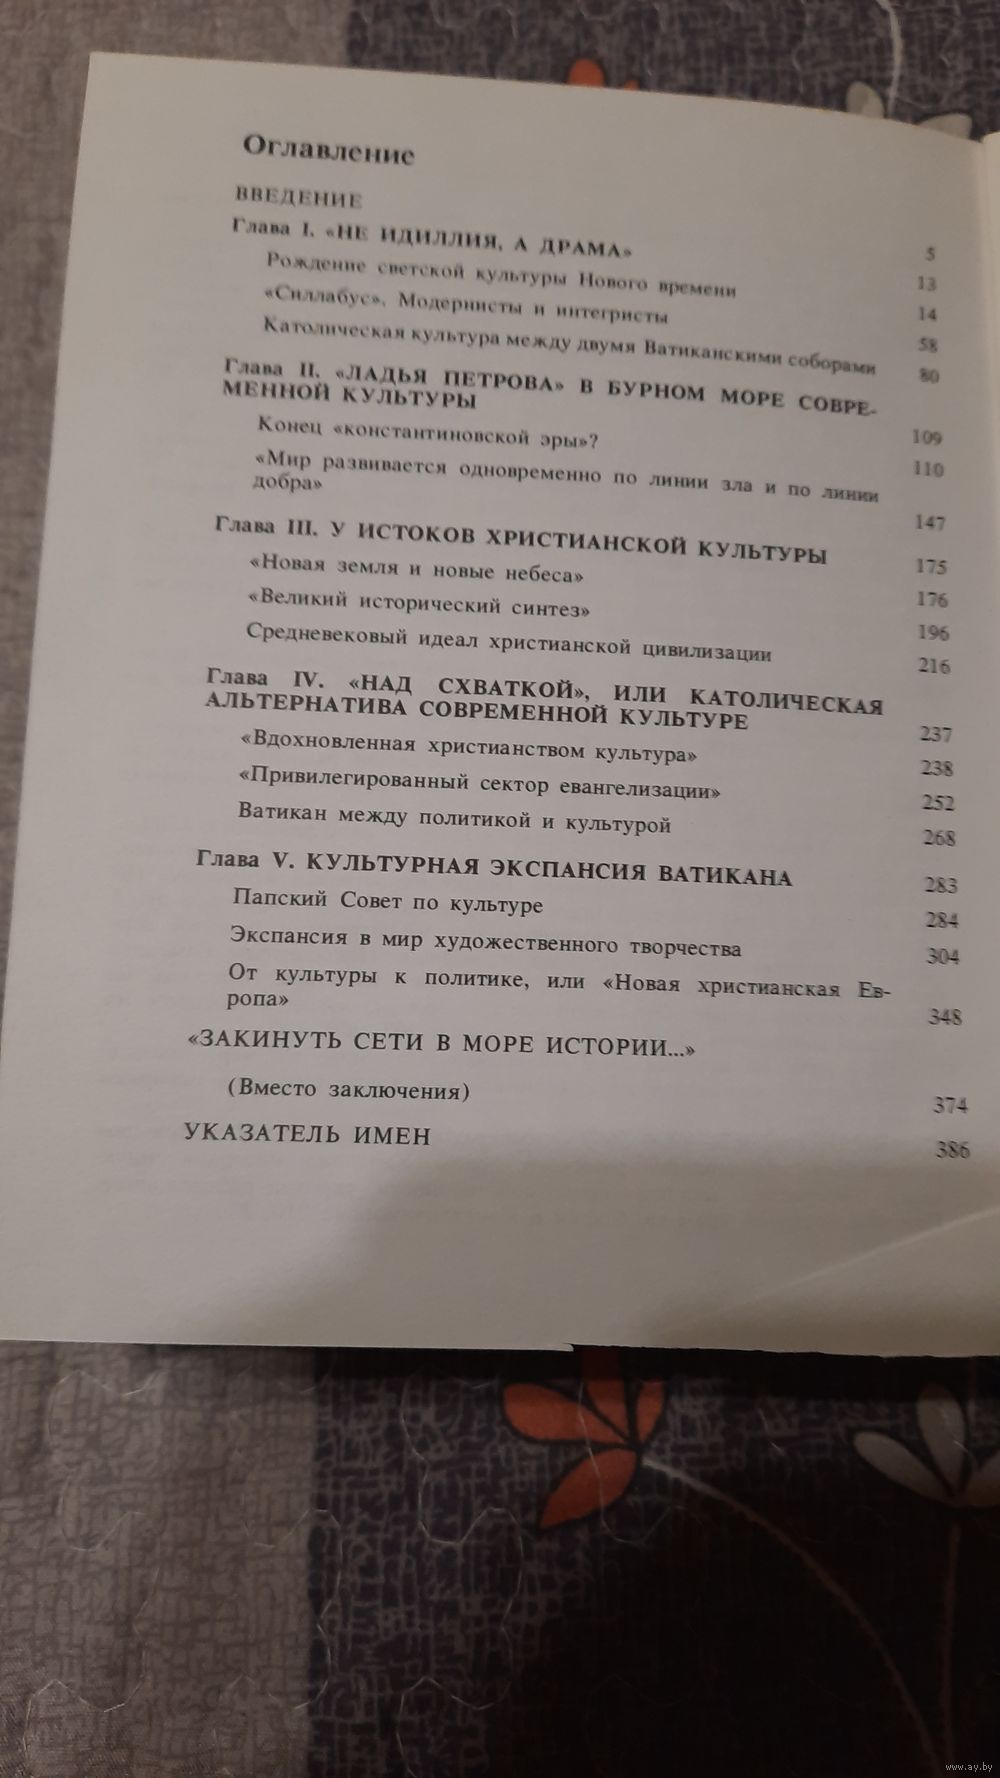 Оглавление
ВВЕДЕНИЕ 5
Глава I. «НЕ ИДИЛЛИЯ, А ДРАМА» 13
Рождение светской культуры Нового времени 14
«Силлабус». Модернисты и интегристы 58
Католическая культура между двумя Ватиканскими соборами 80
Глава II. «ЛАДЬЯ ПЕТРОВА» В БУРНОМ МОРЕ СОВРЕ-
МЕННОЙ КУЛЬТУРЫ 109
Конец «константиновской эры»? 110
«Мир развивается одновременно по линии зла и по линии
добра» 147
Глава III. У ИСТОКОВ ХРИСТИАНСКОЙ КУЛЬТУРЫ 175
«Новая земля и новые небеса» 176
«Великий исторический синтез» 196
Средневековый идеал христианской цивилизации 216
Глава IV. «НАД СХВАТКОЙ», ИЛИ КАТОЛИЧЕСКАЯ
АЛЬТЕРНАТИВА СОВРЕМЕННОЙ КУЛЬТУРЕ 237
«Вдохновленная христианством культура» 238
«Привилегированный сектор евангелизации» 252
Ватикан между политикой и культурой 268
Глава V. КУЛЬТУРНАЯ ЭКСПАНСИЯ ВАТИКАНА 283
Папский Совет по культуре 284
Экспансия в мир художественного творчества 304
От культуры к политике, или «Новая христианская Ев-
ропа» 348
«ЗАКИНУТЬ СЕТИ В МОРЕ ИСТОРИИ...»
(Вместо заключения) 374
УКАЗАТЕЛЬ ИМЕН 386
www.ay.by